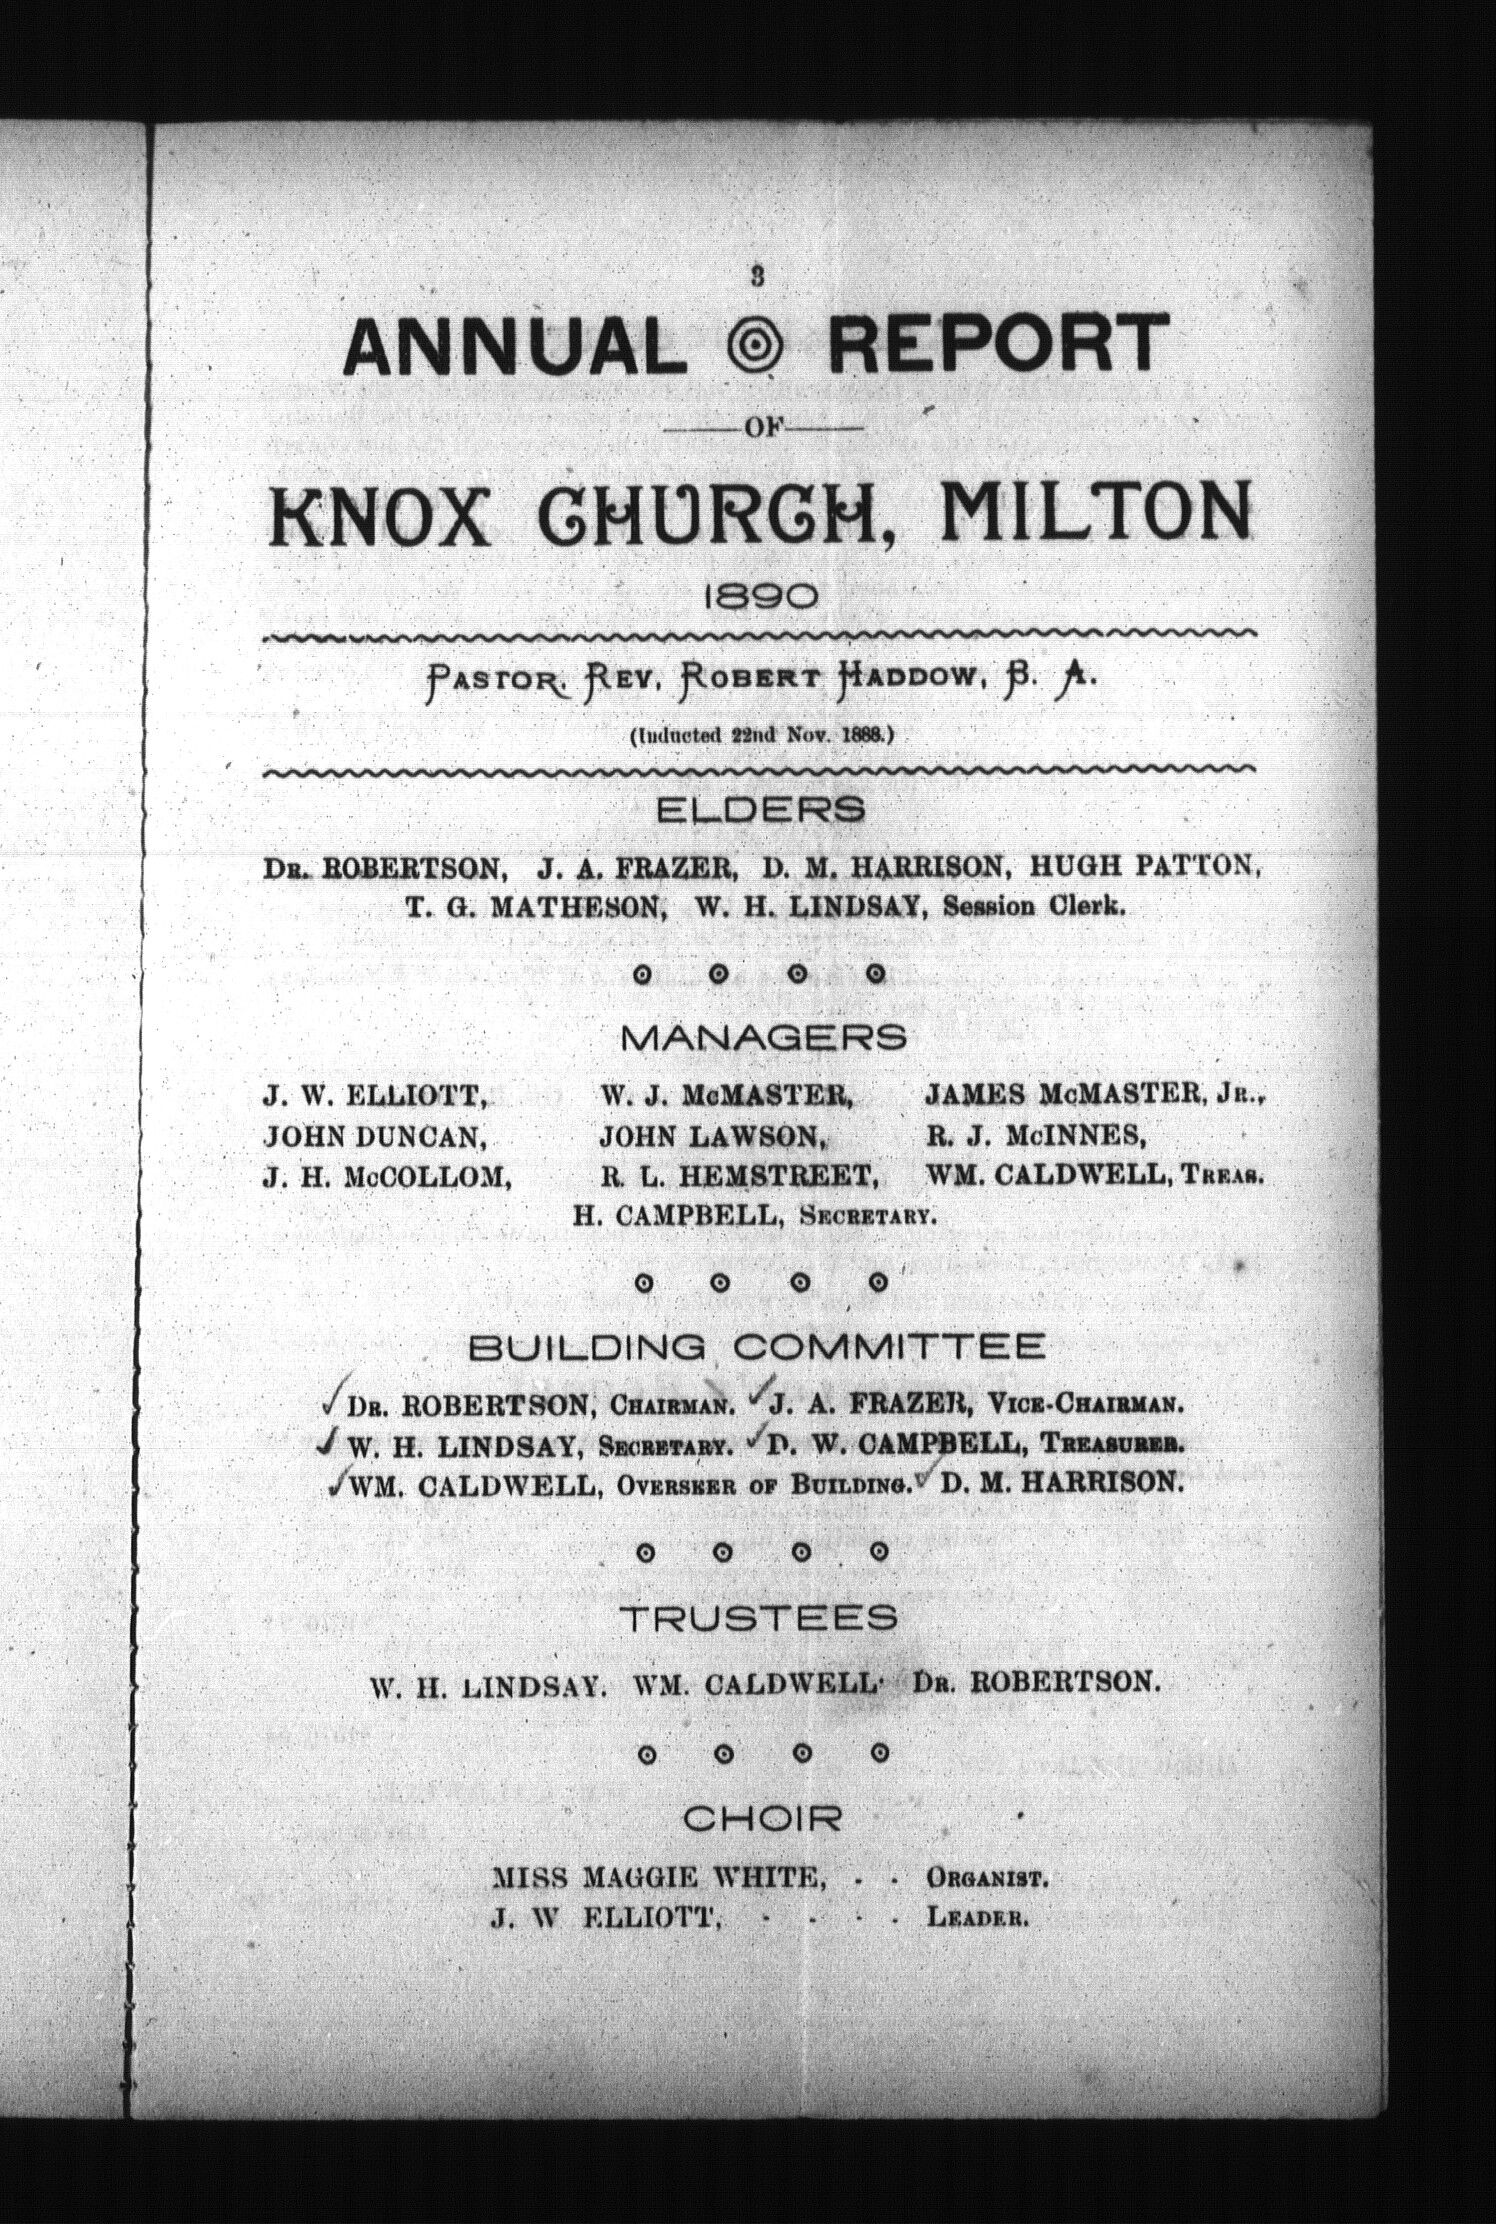 3
ANNUAL REPORT
OF
KNOX CHURCH, MILTON
1890
PASTOR. REV. ROBERT HADDOW, B. A.
(Inducted 22nd Nov. 1888.)
ELDERS
DR. ROBERTSON, J. A. FRAZER, D. M. HARRISON, HUGH PATTON,
T. G. MATHESON, W. H. LINDSAY, Session Clerk.
MANAGERS
J. W. ELLIOTT, W. J. McMASTER, JAMES McMASTER, JR.,
JOHN DUNCAN, JOHN LAWSON, R. J. McINNES,
J. H. McCOLLOM, R. L. HEMSTREET, WM. CALDWELL, TREAS.
H. CAMPBELL, SECRETARY.
BUILDING COMMITTEE
✓DR. ROBERTSON, CHAIRMAN. ✓J. A. FRAZER, VICE-CHAIRMAN.
✓W. H. LINDSAY, SECRETARY. ✓D. W. CAMPBELL, TREASURER.
✓WM. CALDWELL, OVERSEER OF BUILDING. ✓D. M. HARRISON.
TRUSTEES
W. H. LINDSAY. WM. CALDWELL· DR. ROBERTSON.
CHOIR
MISS MAGGIE WHITE, - - ORGANIST.
J. W ELLIOTT, - - - - LEADER.